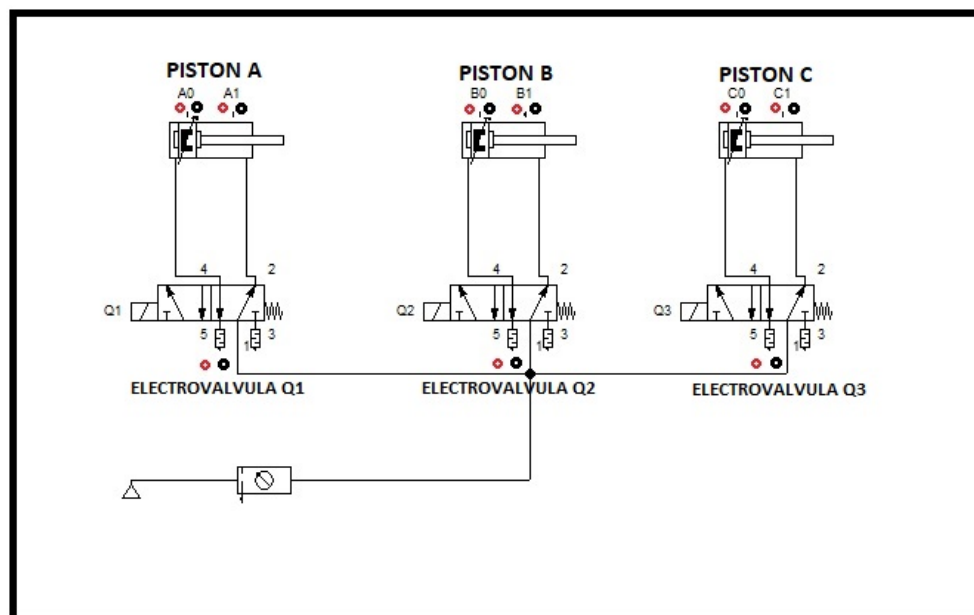 PISTON A
PISTON B
PISTON C
A0 A1
B0 B1
C0 C1
4 2
4 2
4 2
Q1
Q2
Q3
5 1 3
5 1 3
5 1 3
ELECTROVALVULA Q1
ELECTROVALVULA Q2
ELECTROVALVULA Q3